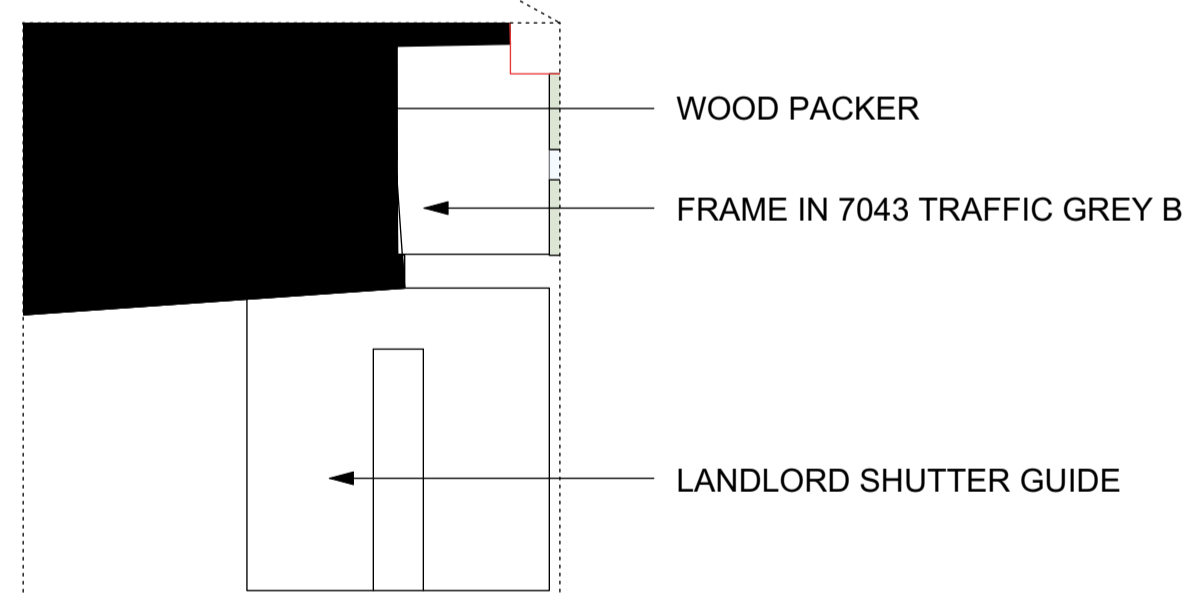 WOOD PACKER
FRAME IN 7043 TRAFFIC GREY B
LANDLORD SHUTTER GUIDE